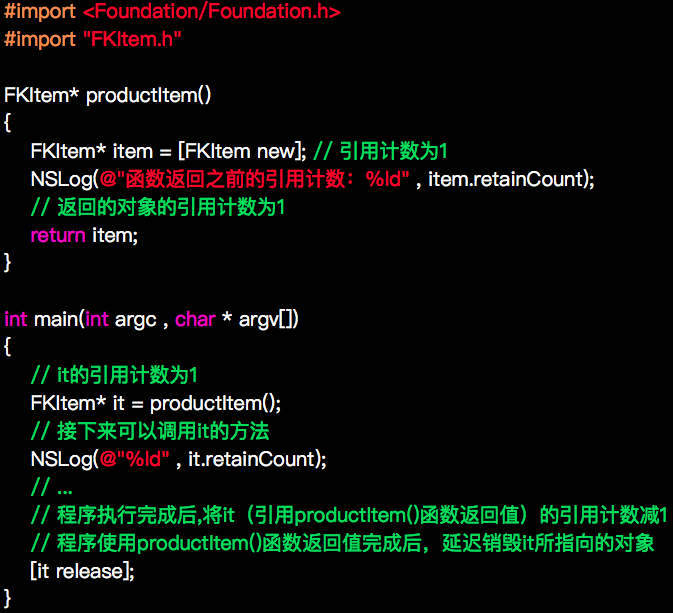 #import <Foundation/Foundation.h>
#import "FKItem.h"
FKItem* productItem()
{
FKItem* item = [FKItem new]; // 引用计数为1
NSLog(@"函数返回之前的引用计数：%ld" , item.retainCount);
// 返回的对象的引用计数为1
return item;
}
int main(int argc , char * argv[])
{
// it的引用计数为1
FKItem* it = productItem();
// 接下来可以调用it的方法
NSLog(@"%ld" , it.retainCount);
// ...
// 程序执行完成后,将it（引用productItem()函数返回值）的引用计数减1
// 程序使用productItem()函数返回值完成后，延迟销毁it所指向的对象
[it release];
}